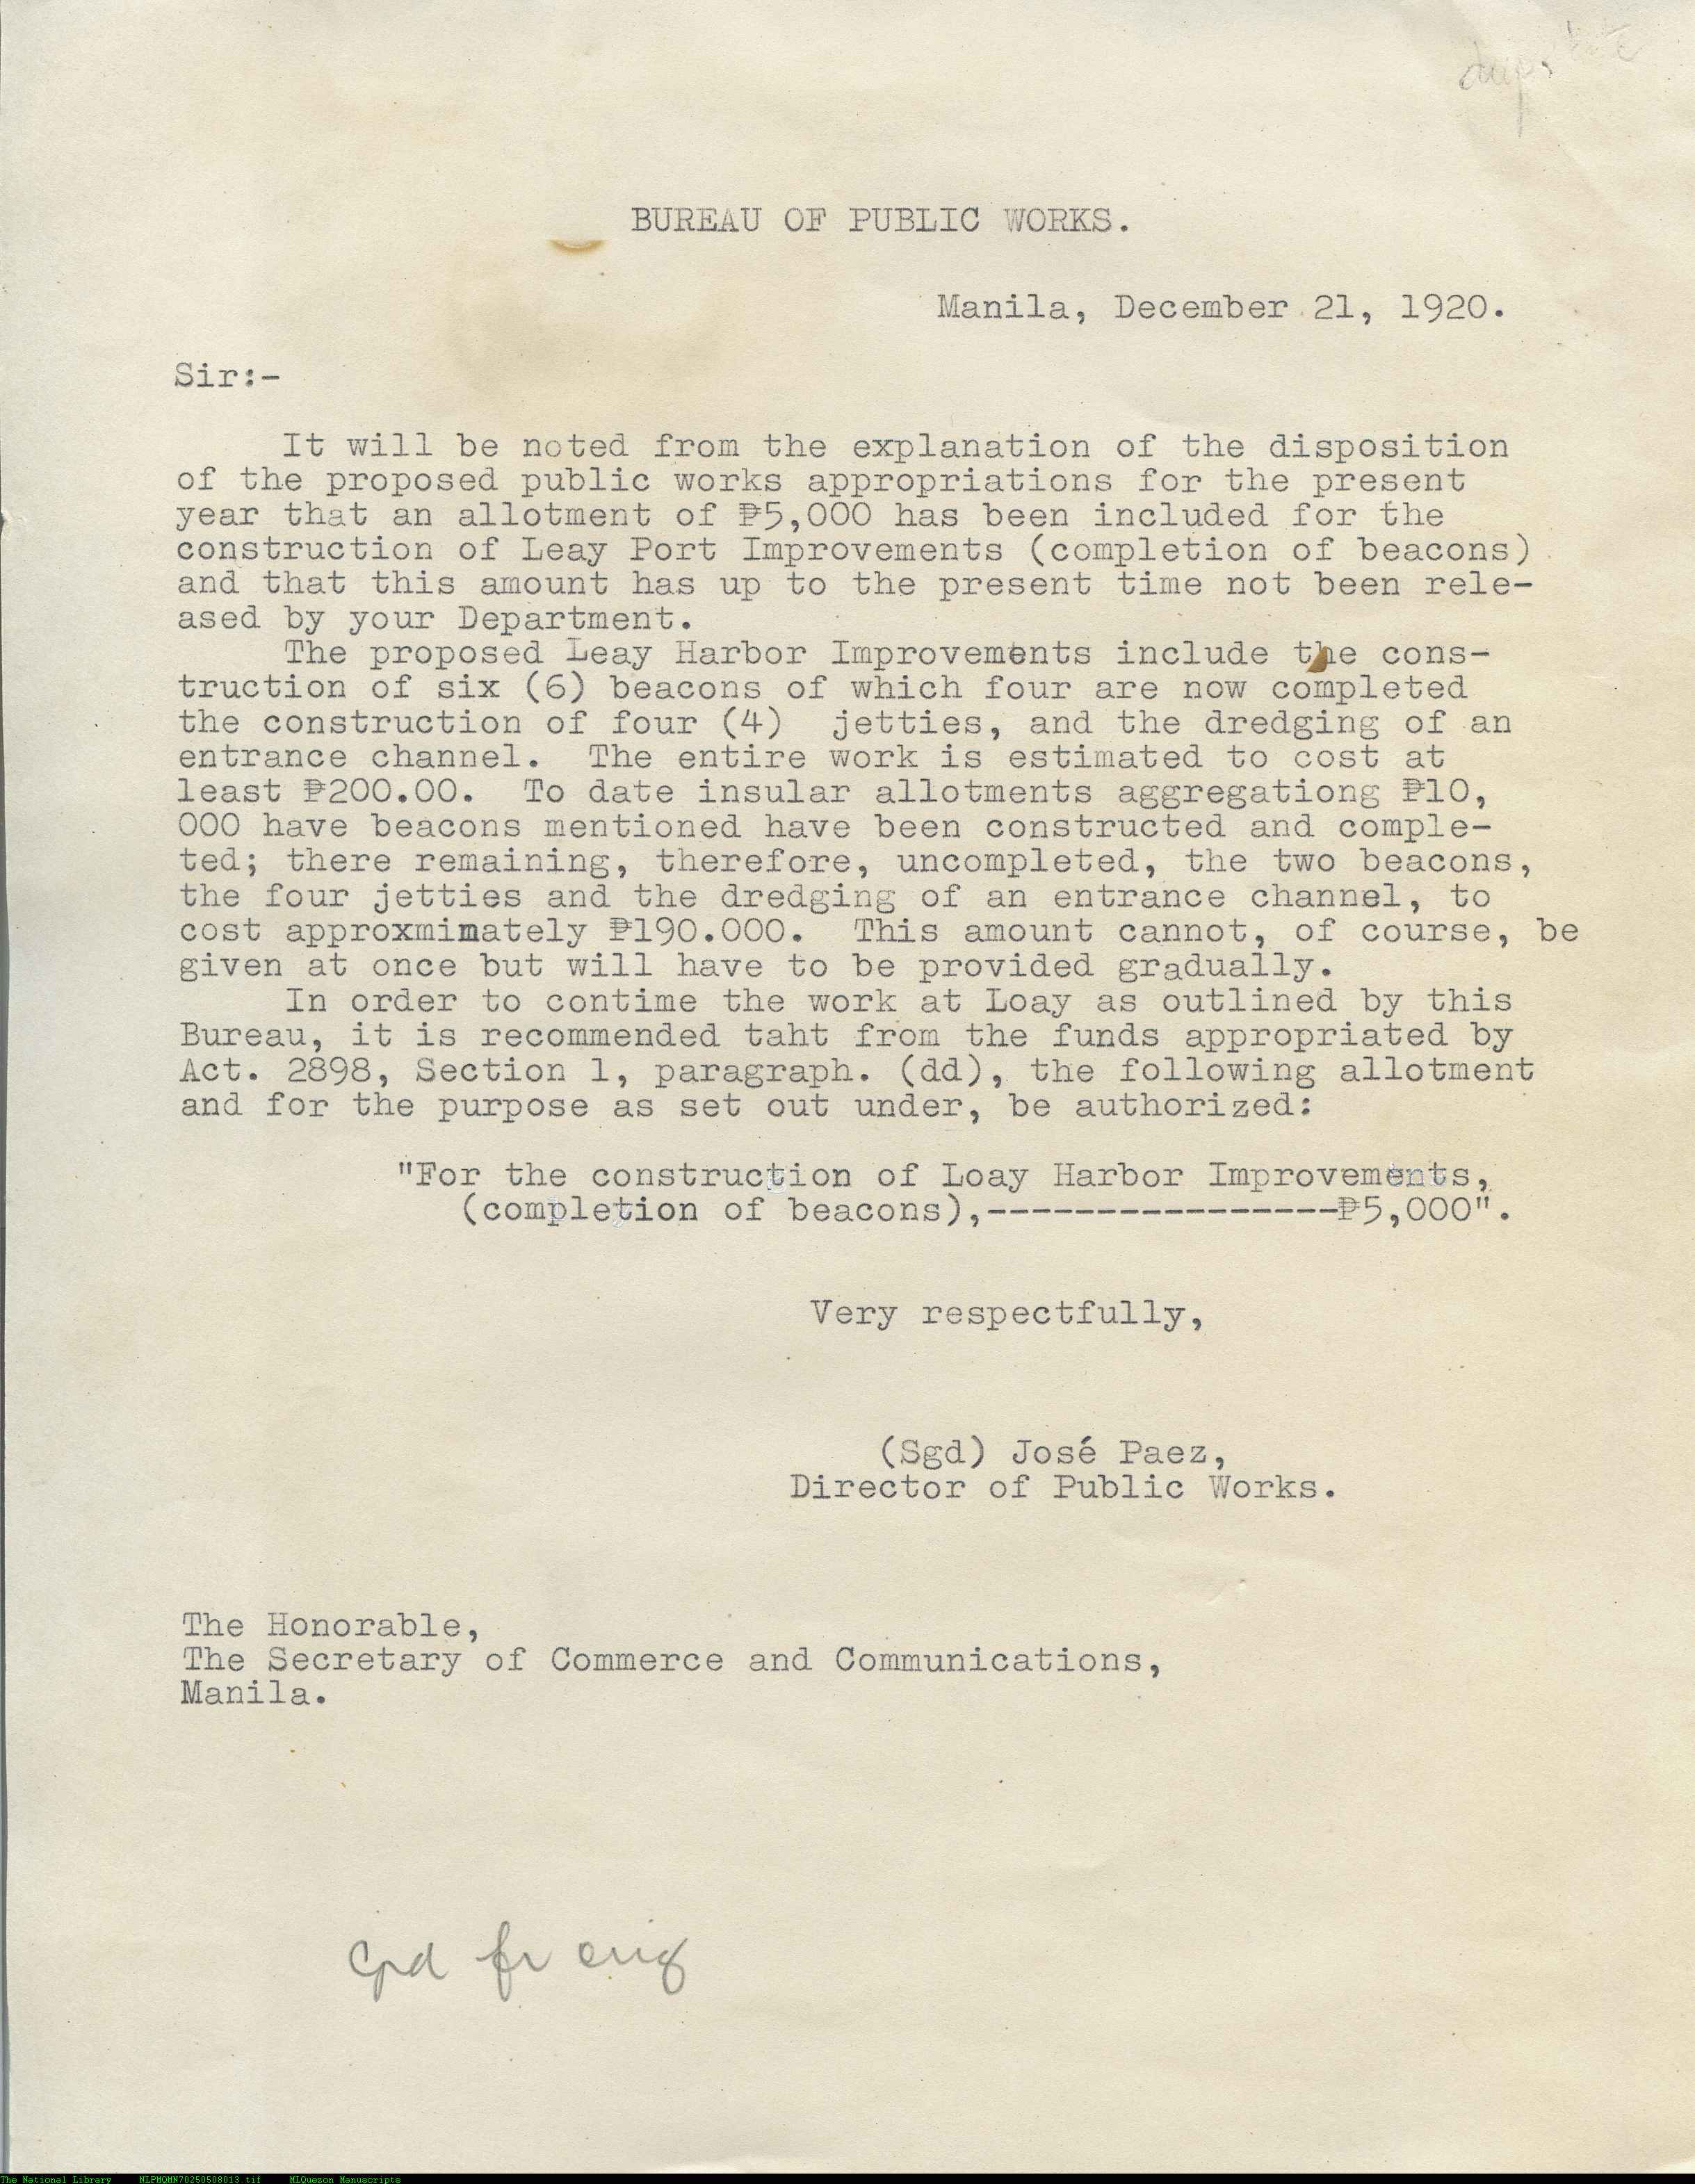 BUREAU OF PUBLIC WORKS.
Manila, December 21, 1920.
Sir:-
It will be noted from the explanation of the disposition
of the proposed public works appropriations for the present
year that an allotment of ₱5,000 has been included for the
construction of Leay Port Improvements (completion of beacons)
and that this amount has up to the present time not been rele-
ased by your Department.
The proposed Leay Harbor Improvements include the cons-
truction of six (6) beacons of which four are now completed
the construction of four (4) jetties, and the dredging of an
entrance channel. The entire work is estimated to cost at
least ₱200.00. To date insular allotments aggregationg ₱10,
000 have beacons mentioned have been constructed and comple-
ted; there remaining, therefore, uncompleted, the two beacons,
the four jetties and the dredging of an entrance channel, to
cost approxmimately ₱190.000. This amount cannot, of course, be
given at once but will have to be provided gradually.
In order to contime the work at Loay as outlined by this
Bureau, it is recommended taht from the funds appropriated by
Act. 2898, Section 1, paragraph. (dd), the following allotment
and for the purpose as set out under, be authorized:
"For the construction of Loay Harbor Improvements,
(completion of beacons),-----------------₱5,000".
Very respectfully,
(Sgd) José Paez,
Director of Public Works.
The Honorable,
The Secretary of Commerce and Communications,
Manila.
The National Library NLPMQMN70250508013.tif MLQuezon Manuscripts